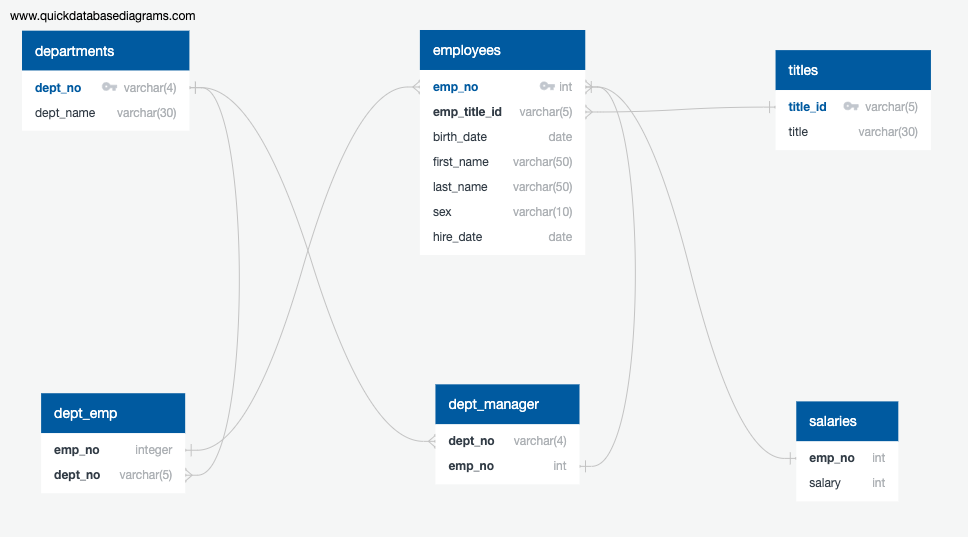 www.quickdatabasediagrams.com
departments
dept_no varchar(4)
dept_name varchar(30)
employees
emp_no int
emp_title_id varchar(5)
birth_date date
first_name varchar(50)
last_name varchar(50)
sex varchar(10)
hire_date date
titles
title_id varchar(5)
title varchar(30)
dept_emp
emp_no integer
dept_no varchar(5)
dept_manager
dept_no varchar(4)
emp_no int
salaries
emp_no int
salary int